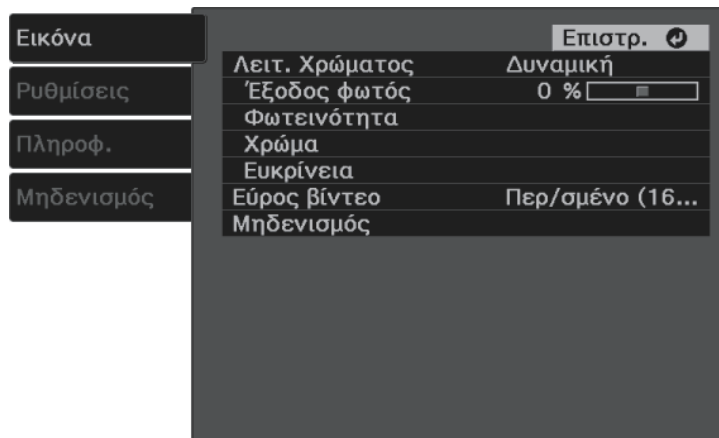 Εικόνα
Ρυθμίσεις
Πληροφ.
Μηδενισμός
Επιστρ.
Λειτ. Χρώματος Δυναμική
Έξοδος φωτός 0 %
Φωτεινότητα
Χρώμα
Ευκρίνεια
Εύρος βίντεο Περ/σμένο (16...
Μηδενισμός